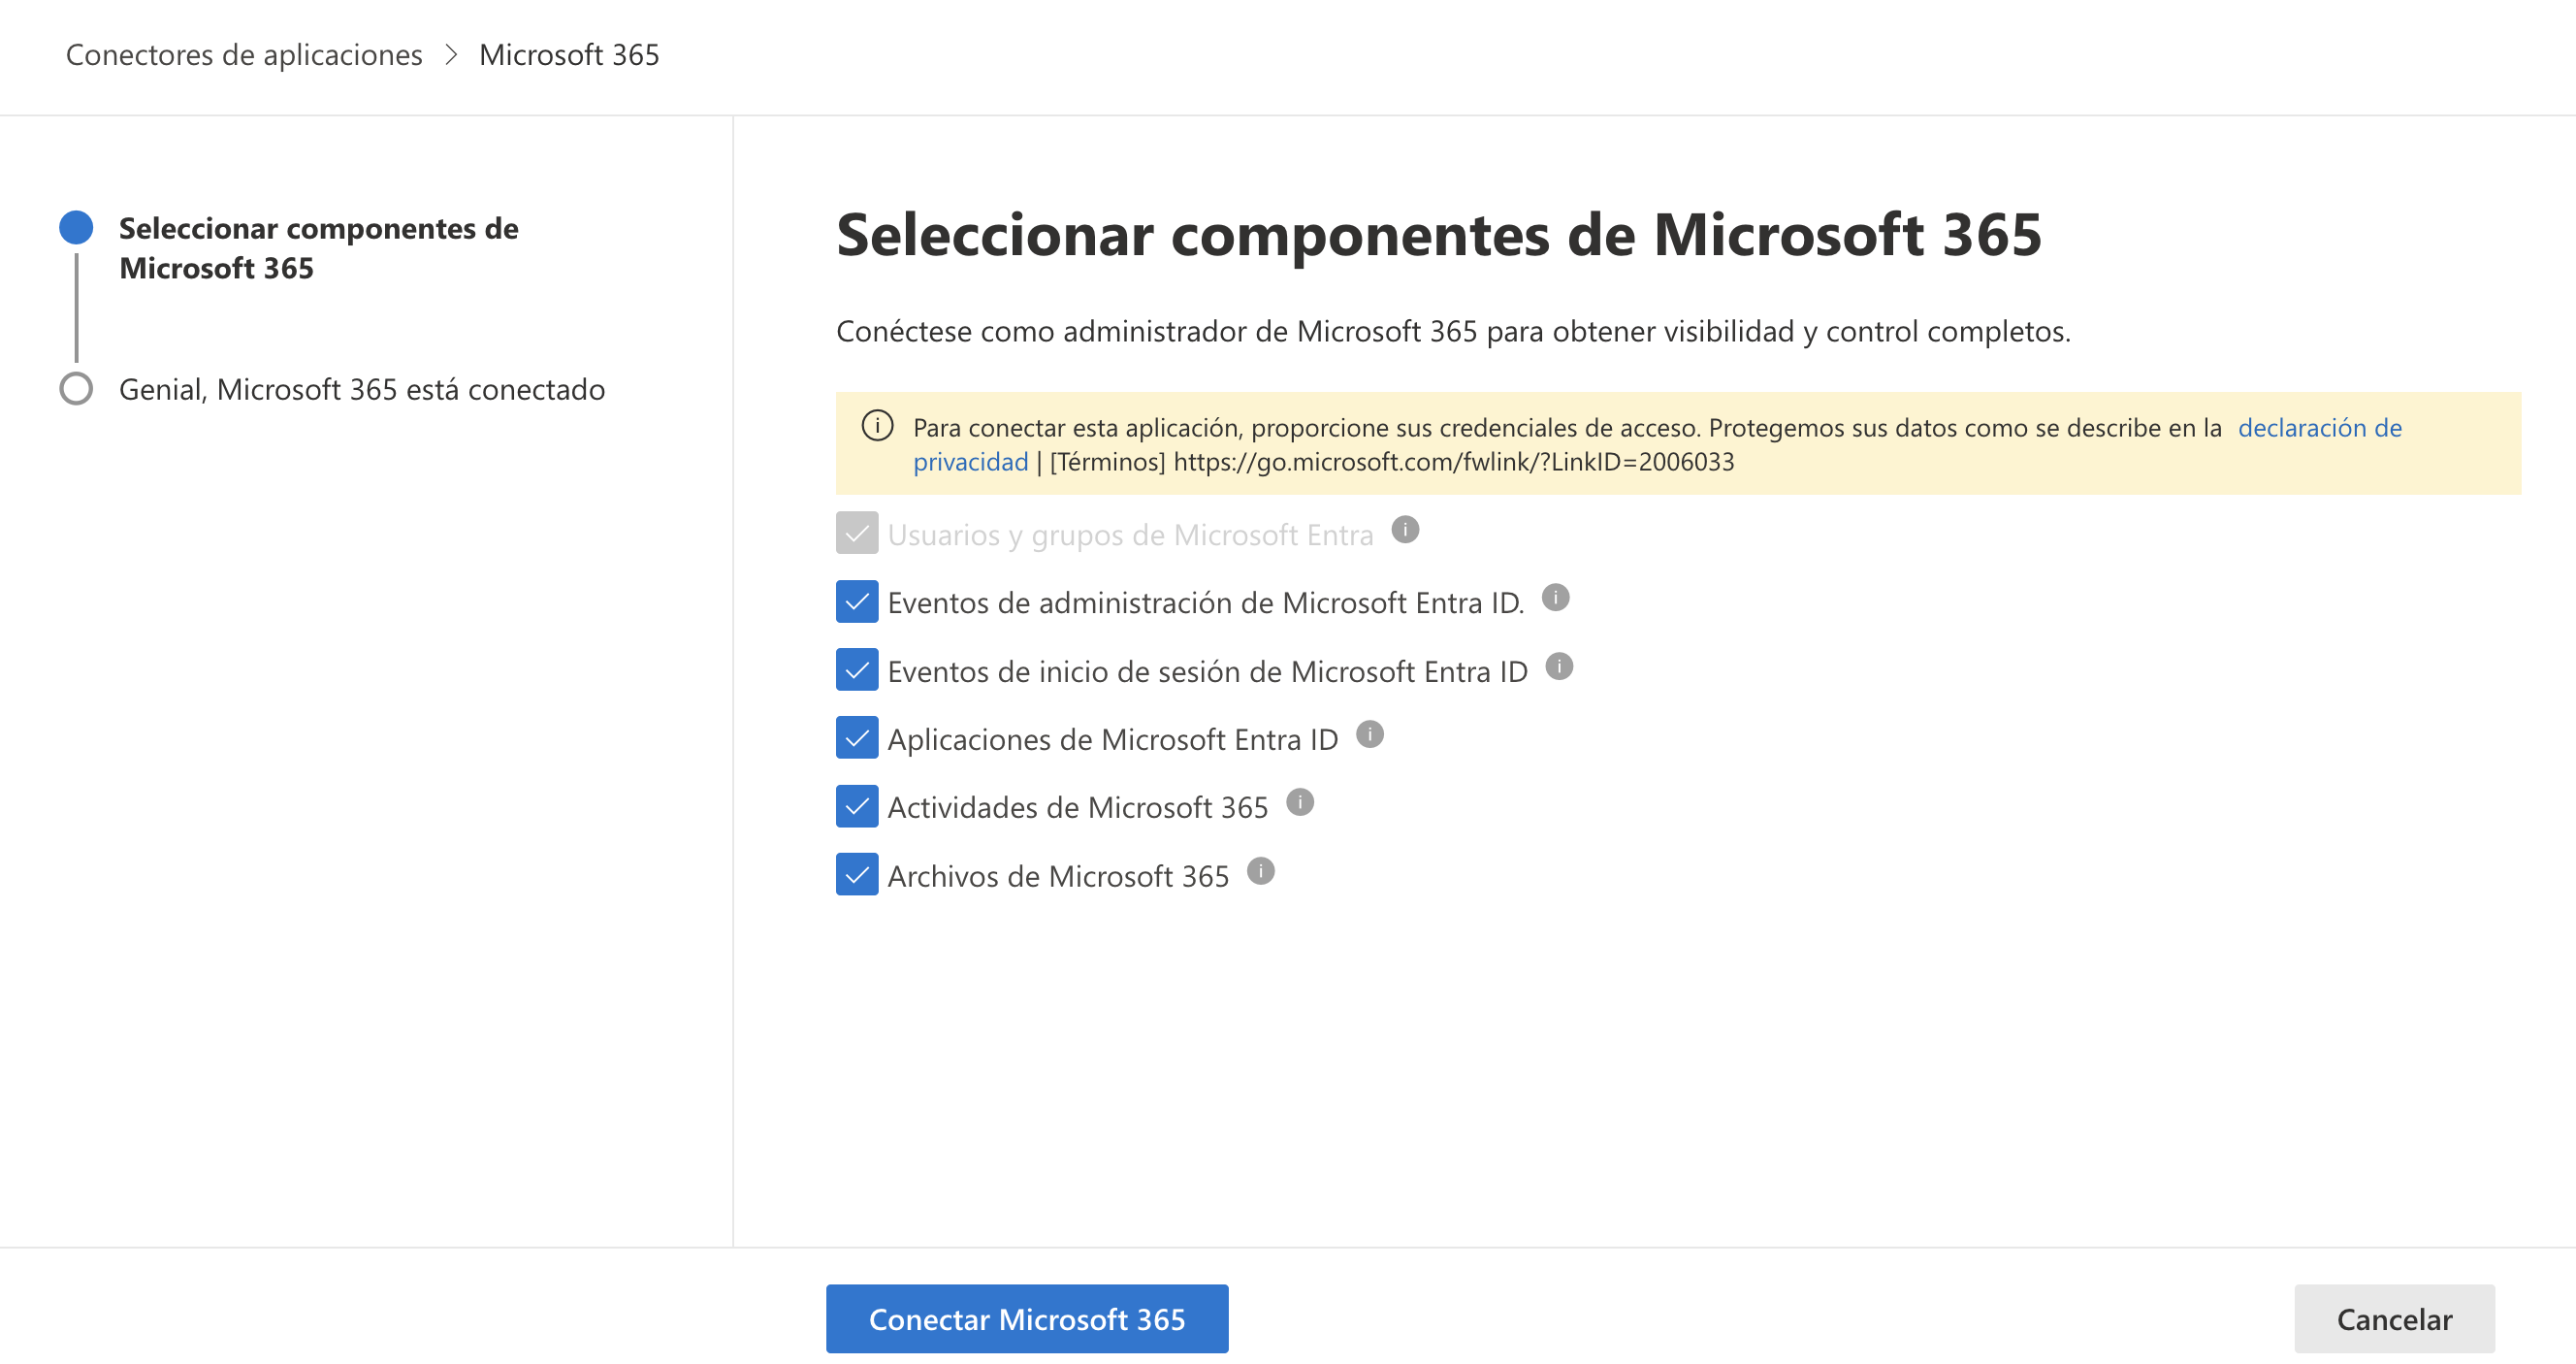 Conectores de aplicaciones > Microsoft 365
Seleccionar componentes de
Microsoft 365
Genial, Microsoft 365 está conectado
Seleccionar componentes de Microsoft 365
Conéctese como administrador de Microsoft 365 para obtener visibilidad y control completos.
Para conectar esta aplicación, proporcione sus credenciales de acceso. Protegemos sus datos como se describe en la declaración de
privacidad | [Términos] https://go.microsoft.com/fwlink/?LinkID=2006033
Usuarios y grupos de Microsoft Entra
Eventos de administración de Microsoft Entra ID.
Eventos de inicio de sesión de Microsoft Entra ID
Aplicaciones de Microsoft Entra ID
Actividades de Microsoft 365
Archivos de Microsoft 365
Conectar Microsoft 365
Cancelar